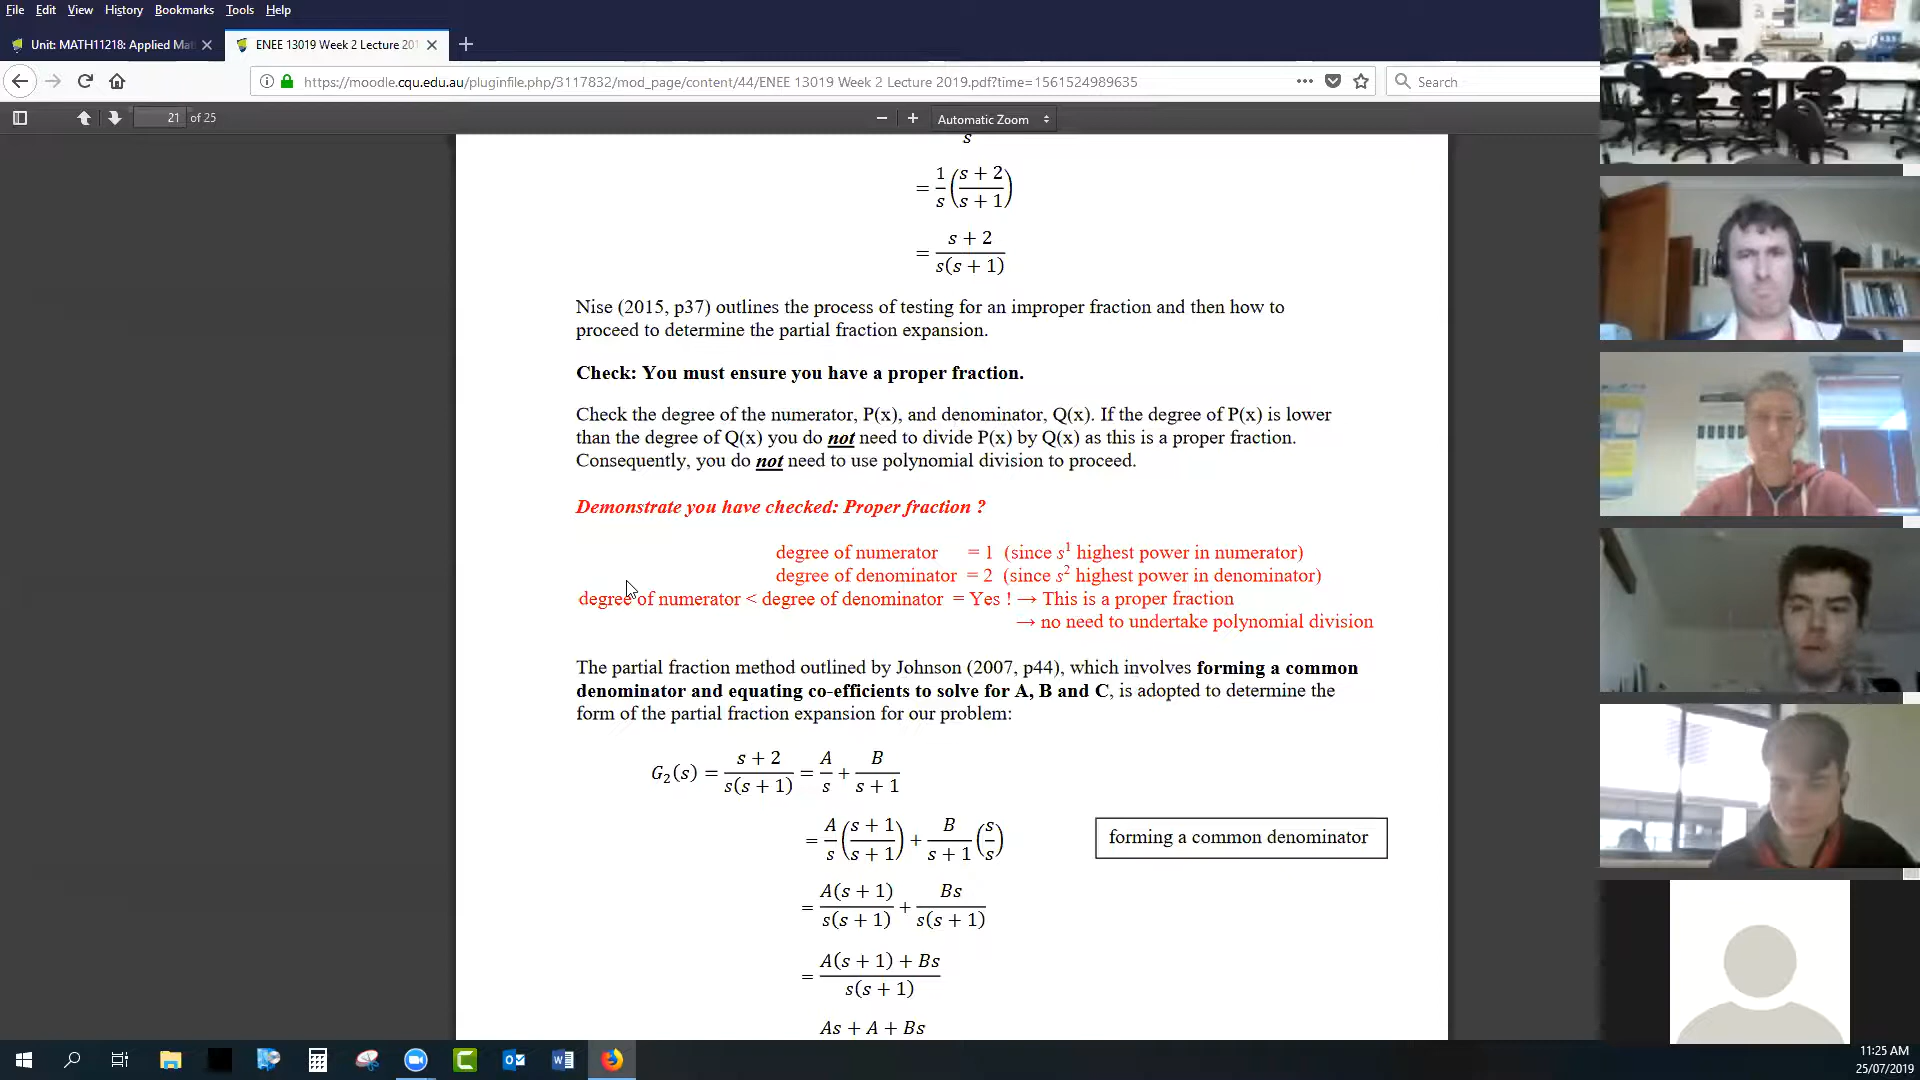 File Edit View History Bookmarks Tools Help
Unit: MATH11218: Applied Mat
ENEE 13019 Week 2 Lecture 201
https://moodle.cqu.edu.au/pluginfile.php/3117832/mod_page/content/44/ENEE 13019 Week 2 Lecture 2019.pdf?time=1561524989635
Search
21 of 25
Automatic Zoom
s
= 1/s ((s + 2)/(s + 1))
= (s + 2)/(s(s + 1))
Nise (2015, p37) outlines the process of testing for an improper fraction and then how to
proceed to determine the partial fraction expansion.
Check: You must ensure you have a proper fraction.
Check the degree of the numerator, P(x), and denominator, Q(x). If the degree of P(x) is lower
than the degree of Q(x) you do not need to divide P(x) by Q(x) as this is a proper fraction.
Consequently, you do not need to use polynomial division to proceed.
Demonstrate you have checked: Proper fraction ?
degree of numerator = 1 (since s¹ highest power in numerator)
degree of denominator = 2 (since s² highest power in denominator)
degree of numerator < degree of denominator = Yes ! → This is a proper fraction
→ no need to undertake polynomial division
The partial fraction method outlined by Johnson (2007, p44), which involves forming a common
denominator and equating co-efficients to solve for A, B and C, is adopted to determine the
form of the partial fraction expansion for our problem:
G₂(s) = (s + 2)/(s(s + 1)) = A/s + B/(s + 1)
= A/s ((s + 1)/(s + 1)) + B/(s + 1) (s/s)
forming a common denominator
= A(s + 1)/(s(s + 1)) + Bs/(s(s + 1))
= (A(s + 1) + Bs)/(s(s + 1))
As + A + Bs
11:25 AM
25/07/2019